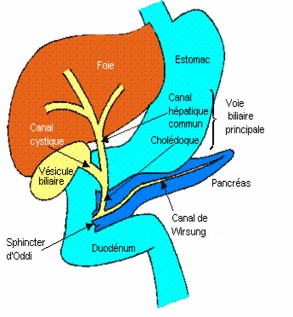 Foie
Estomac
Canal
hépatique
commun
Voie
biliaire
principale
Canal
cystique
Cholédoque
Vésicule
biliaire
Pancréas
Canal de
Wirsung
Sphincter
d'Oddi
Duodénum